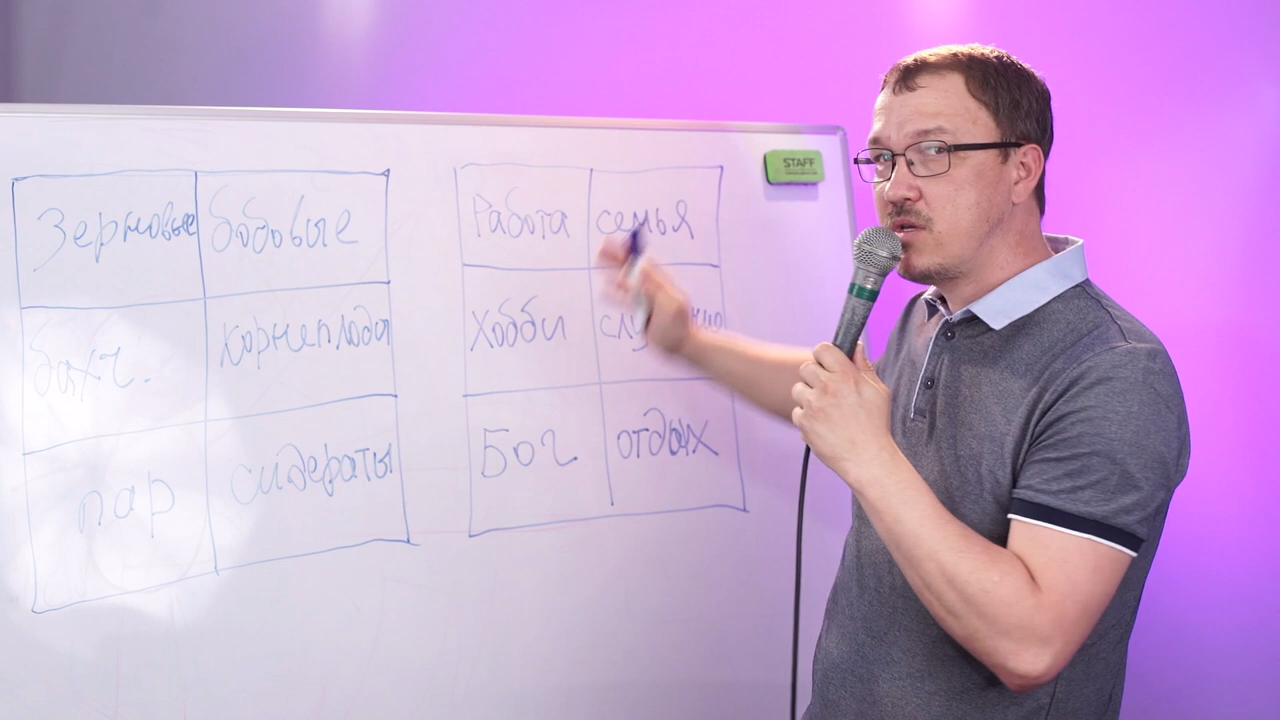 Зерновые бобовые
бахч. корнеплоды
пар сидераты
Работа семья
Хобби
Бог отдых
STAFF